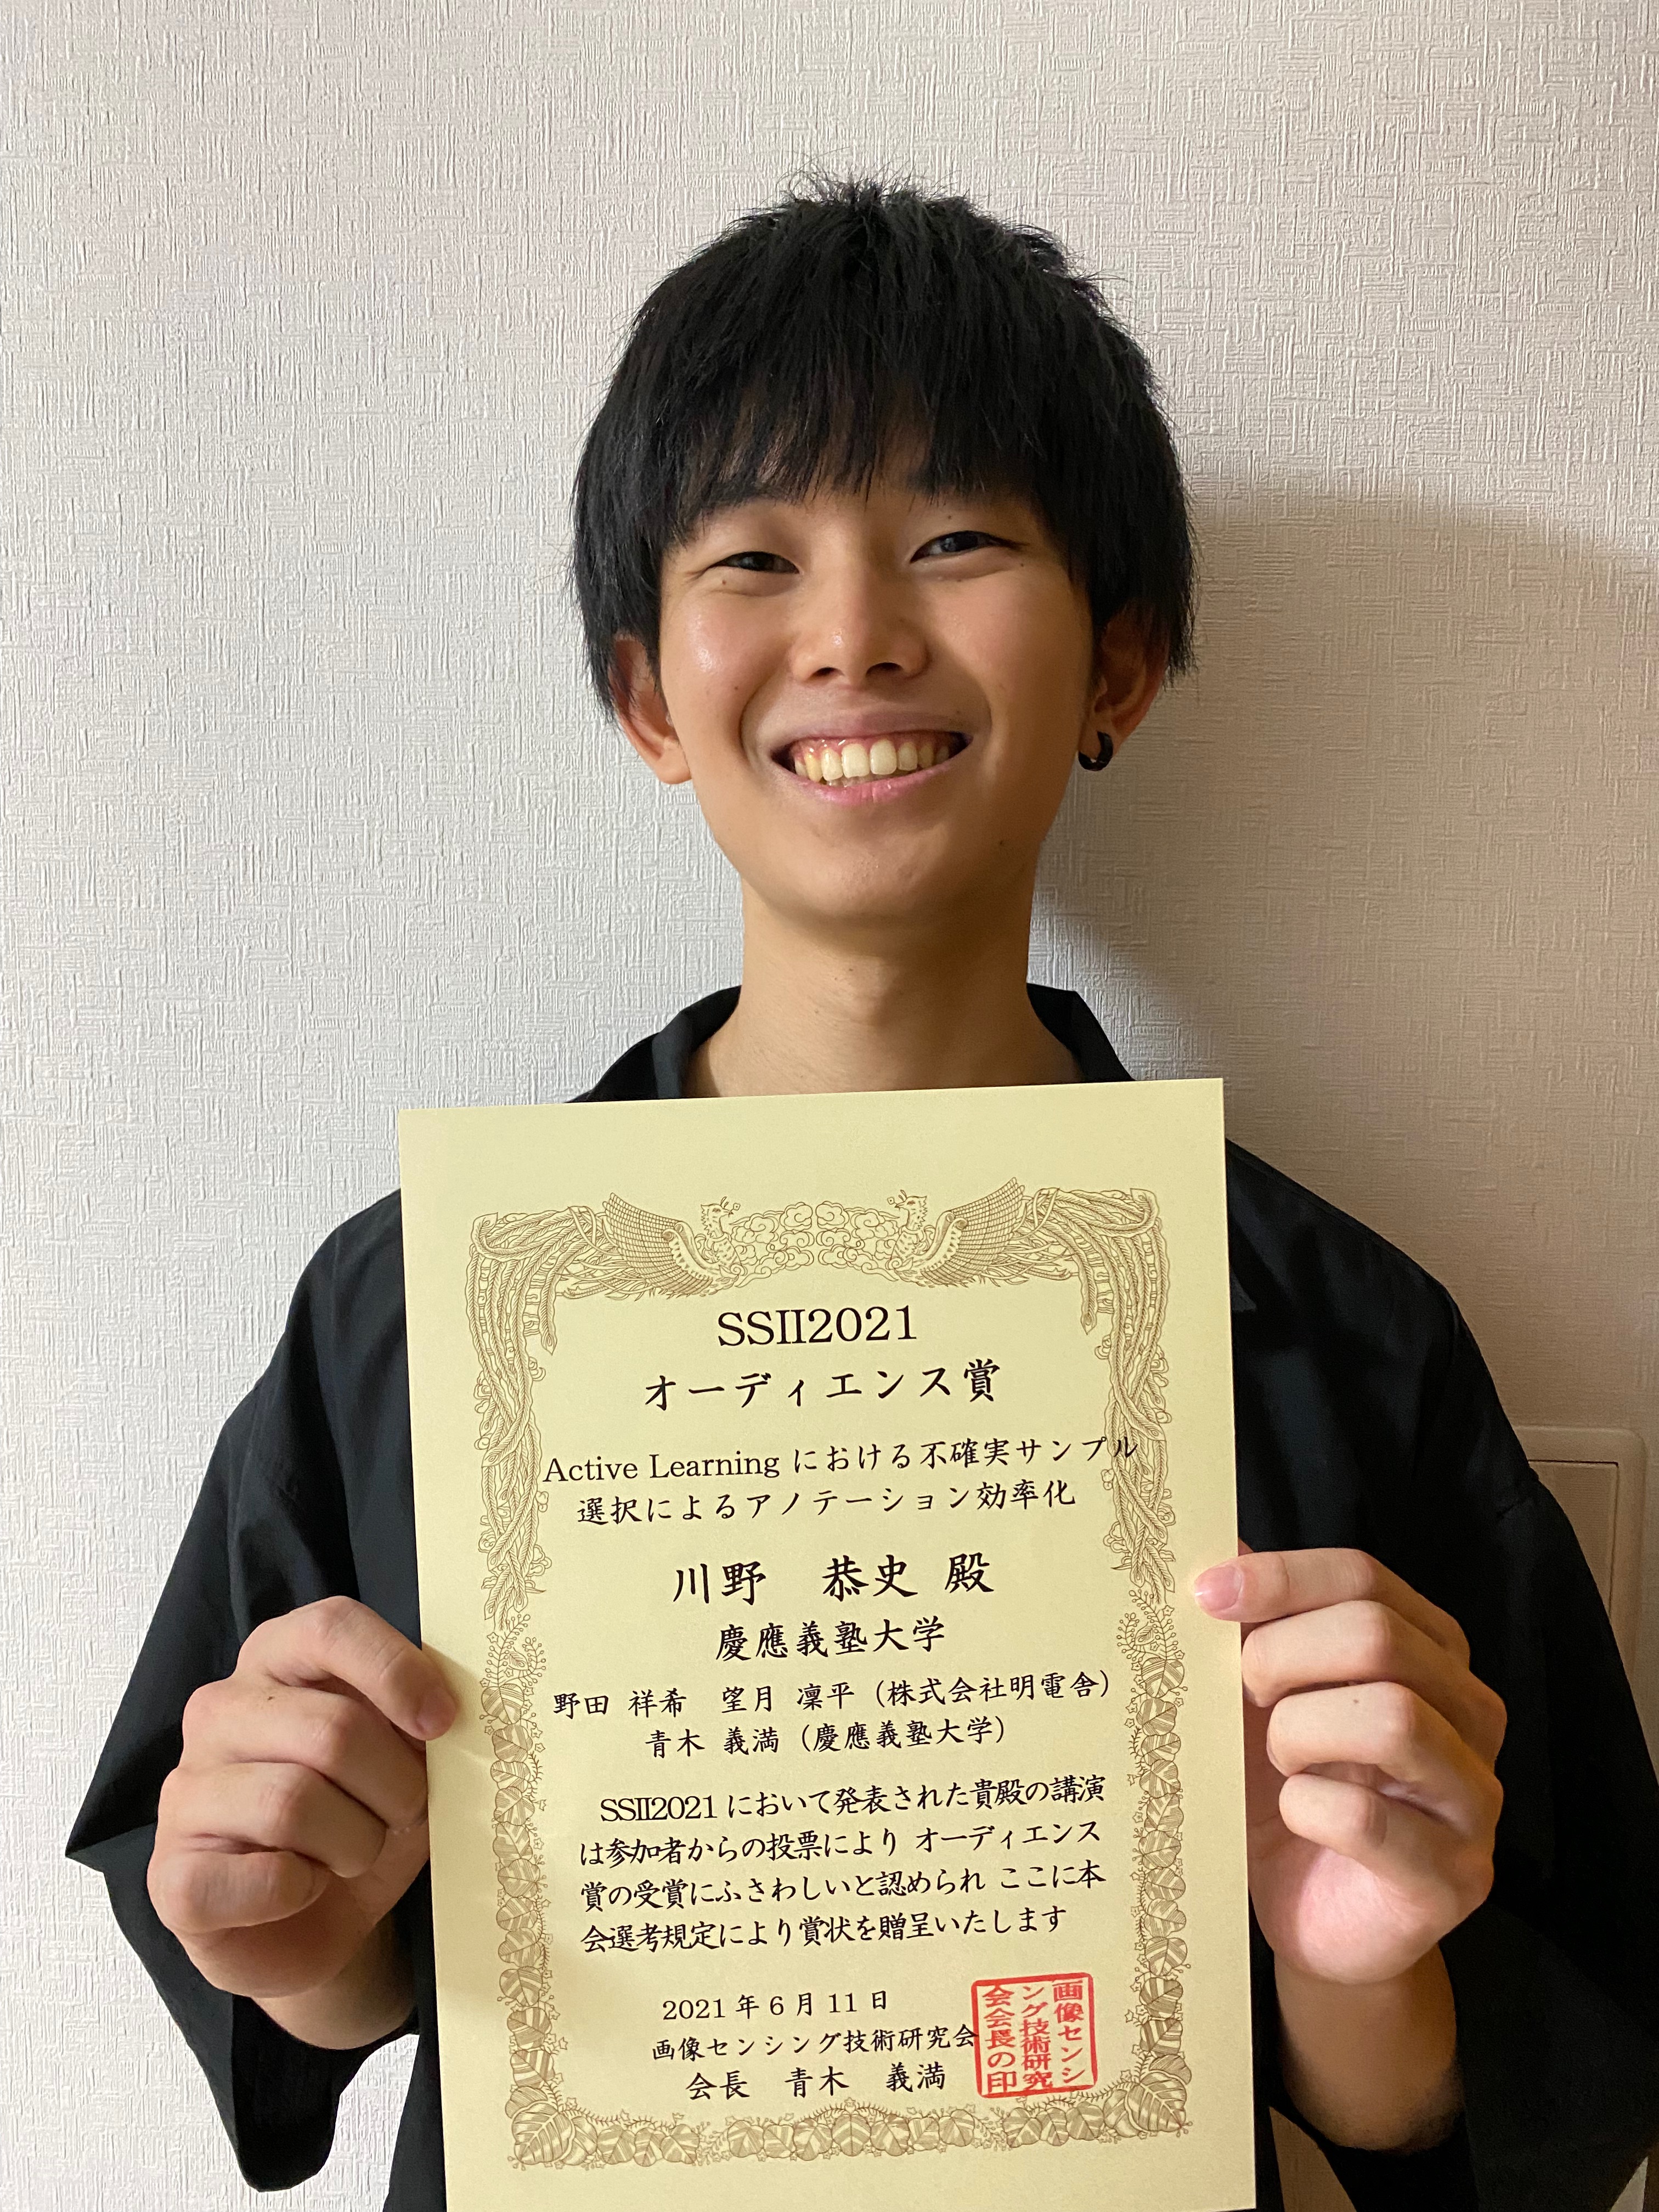 SSII2021
オーディエンス賞
Active Learning における不確実サンプル
選択によるアノテーション効率化
川野 恭史 殿
慶應義塾大学
野田 祥希 望月 凜平（株式会社明電舎）
青木 義満（慶應義塾大学）
SSII2021 において発表された貴殿の講演
は参加者からの投票により オーディエンス
賞の受賞にふさわしいと認められ ここに本
会選考規定により賞状を贈呈いたします
2021 年 6 月 11 日
画像センシング技術研究会
会長 青木 義満
画像センシ
ング技術研究
会会長の印